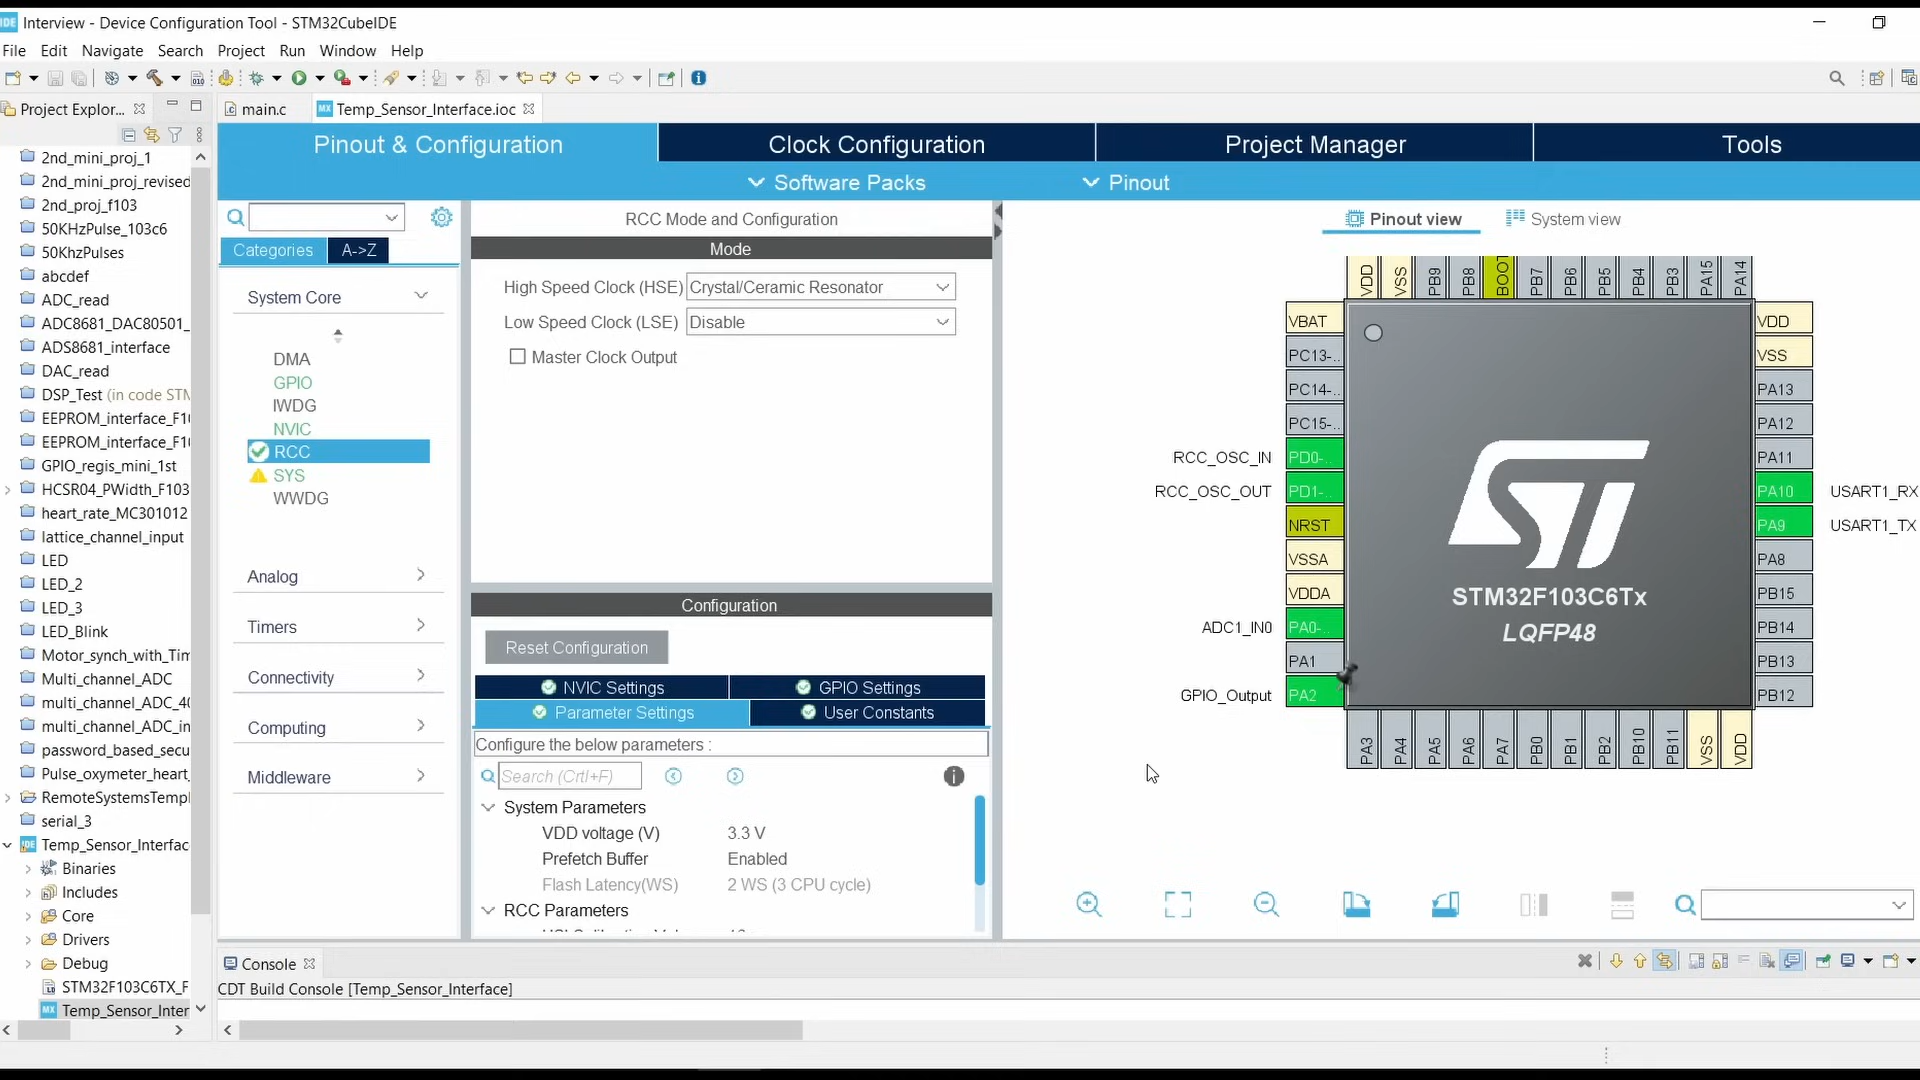 IDE Interview - Device Configuration Tool - STM32CubeIDE
File Edit Navigate Search Project Run Window Help
Project Explor...
main.c
MX Temp_Sensor_Interface.ioc
Pinout & Configuration
Clock Configuration
Project Manager
Tools
Software Packs
Pinout
2nd_mini_proj_1
2nd_mini_proj_revised
2nd_proj_f103
50KHzPulse_103c6
50KhzPulses
abcdef
ADC_read
ADC8681_DAC80501_
ADS8681_interface
DAC_read
DSP_Test (in code STM
EEPROM_interface_F10
EEPROM_interface_F10
GPIO_regis_mini_1st
HCSR04_PWidth_F103
heart_rate_MC301012
lattice_channel_input
LED
LED_2
LED_3
LED_Blink
Motor_synch_with_Tim
Multi_channel_ADC
multi_channel_ADC_40
multi_channel_ADC_in
password_based_secu
Pulse_oxymeter_heart_
RemoteSystemsTempl
serial_3
IDE Temp_Sensor_Interfac
Binaries
Includes
Core
Drivers
Debug
STM32F103C6TX_F
MX Temp_Sensor_Inter
Categories
A->Z
System Core
DMA
GPIO
IWDG
NVIC
RCC
SYS
WWDG
Analog
Timers
Connectivity
Computing
Middleware
RCC Mode and Configuration
Mode
High Speed Clock (HSE) Crystal/Ceramic Resonator
Low Speed Clock (LSE) Disable
Master Clock Output
Configuration
Reset Configuration
NVIC Settings
GPIO Settings
Parameter Settings
User Constants
Configure the below parameters :
Search (Crtl+F)
System Parameters
VDD voltage (V) 3.3 V
Prefetch Buffer Enabled
Flash Latency(WS) 2 WS (3 CPU cycle)
RCC Parameters
Pinout view
System view
VDD VSS PB9 PB8 BOOT PB7 PB6 PB5 PB4 PB3 PA15 PA14
VBAT
PC13-..
PC14-..
PC15-..
RCC_OSC_IN PD0-..
RCC_OSC_OUT PD1-..
NRST
VSSA
VDDA
ADC1_IN0 PA0-..
PA1
GPIO_Output PA2
ST
STM32F103C6Tx
LQFP48
VDD
VSS
PA13
PA12
PA11
PA10 USART1_RX
PA9 USART1_TX
PA8
PB15
PB14
PB13
PB12
PA3 PA4 PA5 PA6 PA7 PB0 PB1 PB2 PB10 PB11 VSS VDD
Console
CDT Build Console [Temp_Sensor_Interface]